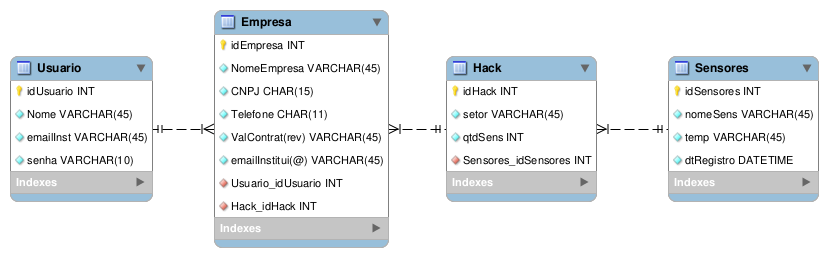 Usuario
idUsuario INT
Nome VARCHAR(45)
emailInst VARCHAR(45)
senha VARCHAR(10)
Indexes
Empresa
idEmpresa INT
NomeEmpresa VARCHAR(45)
CNPJ CHAR(15)
Telefone CHAR(11)
ValContrat(rev) VARCHAR(45)
emailInstitui(@) VARCHAR(45)
Usuario_idUsuario INT
Hack_idHack INT
Indexes
Hack
idHack INT
setor VARCHAR(45)
qtdSens INT
Sensores_idSensores INT
Indexes
Sensores
idSensores INT
nomeSens VARCHAR(45)
temp VARCHAR(45)
dtRegistro DATETIME
Indexes